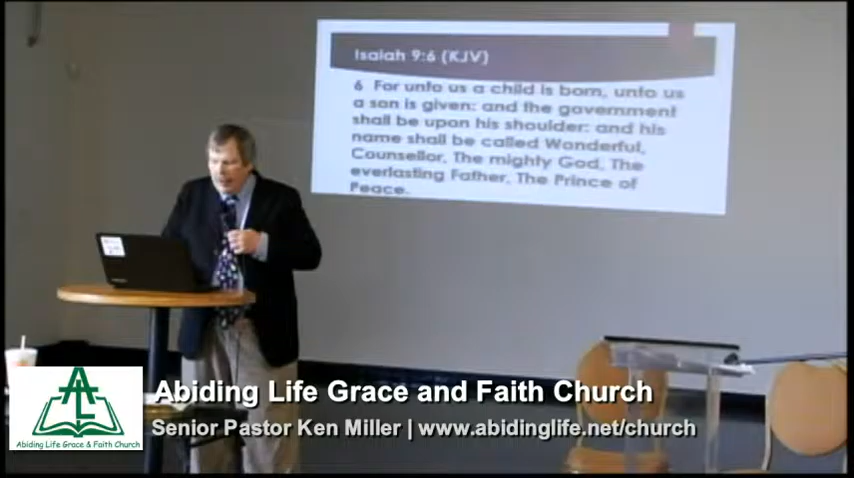 Isaiah 9:6 (KJV)
6 For unto us a child is born, unto us
a son is given: and the government
shall be upon his shoulder: and his
name shall be called Wonderful,
Counsellor, The mighty God, The
everlasting Father, The Prince of
Peace.
AL
Abiding Life Grace & Faith Church
Abiding Life Grace and Faith Church
Senior Pastor Ken Miller | www.abidinglife.net/church